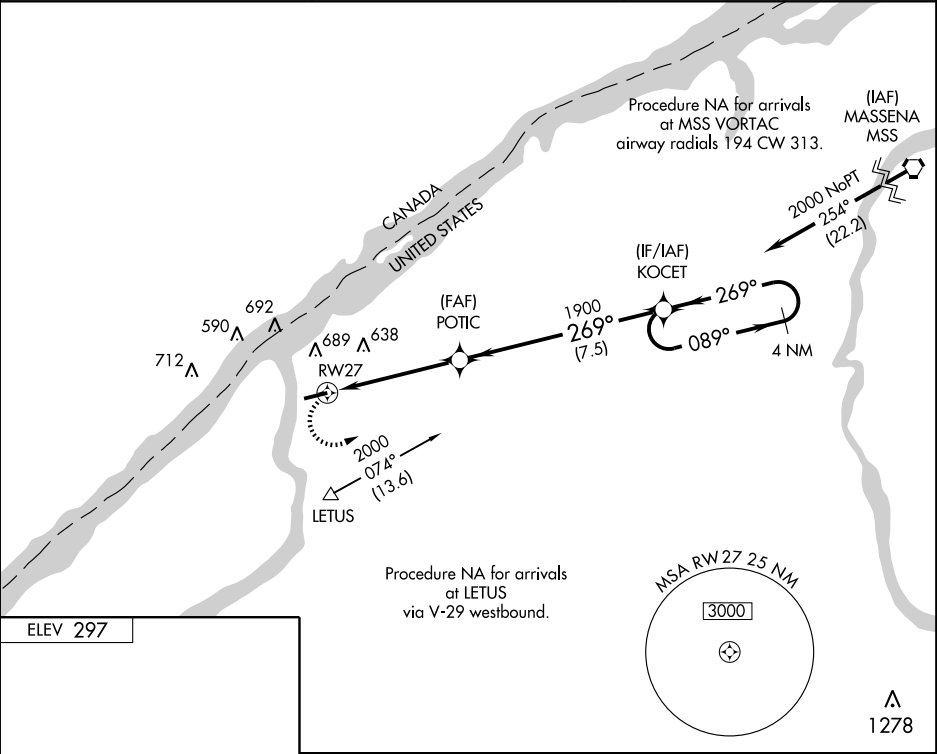 Procedure NA for arrivals
at MSS VORTAC
airway radials 194 CW 313.
(IAF)
MASSENA
MSS
2000 NoPT
254°
(22.2)
CANADA
UNITED STATES
(IF/IAF)
KOCET
269°
089°
4 NM
1900
269°
(7.5)
(FAF)
POTIC
692
590
712
689
638
RW27
2000
074°
(13.6)
LETUS
Procedure NA for arrivals
at LETUS
via V-29 westbound.
MSA RW 27 25 NM
3000
ELEV 297
1278